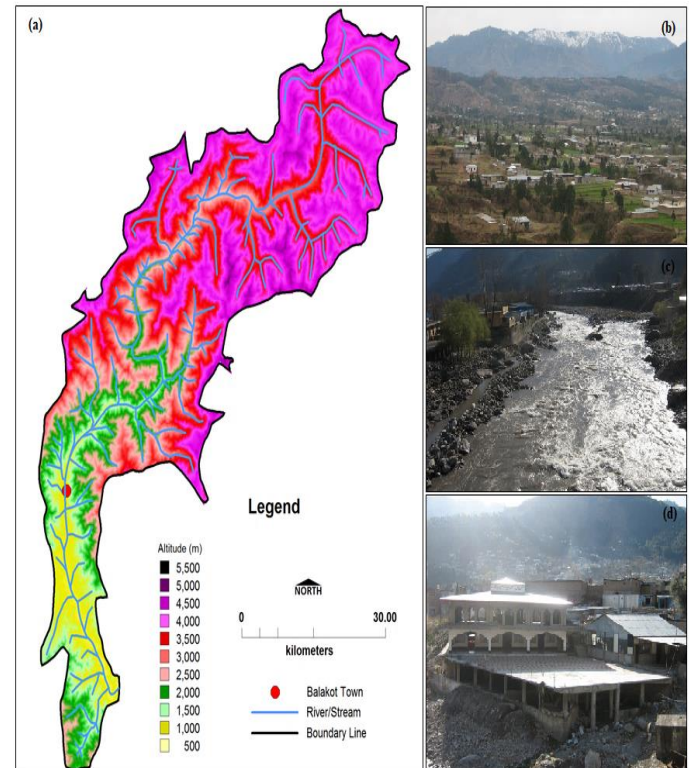 (a)
Legend
Altitude (m)
5,500
5,000
4,500
4,000
3,500
3,000
2,500
2,000
1,500
1,000
500
NORTH
0 30.00
kilometers
Balakot Town
River/Stream
Boundary Line
(b)
(c)
(d)